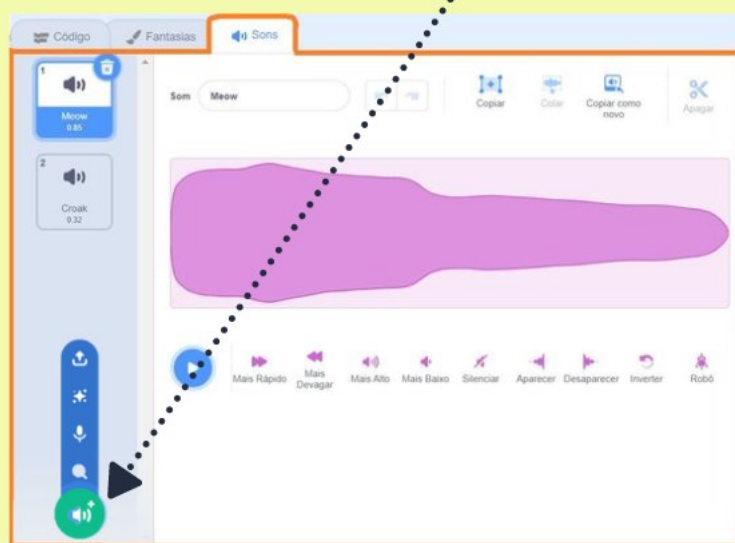 Código Fantasias Sons
1
Meow
0.85
2
Croak
0.32
Som Meow
Copiar Colar Copiar como novo Apagar
Mais Rápido Mais Devagar Mais Alto Mais Baixo Silenciar Aparecer Desaparecer Inverter Robô